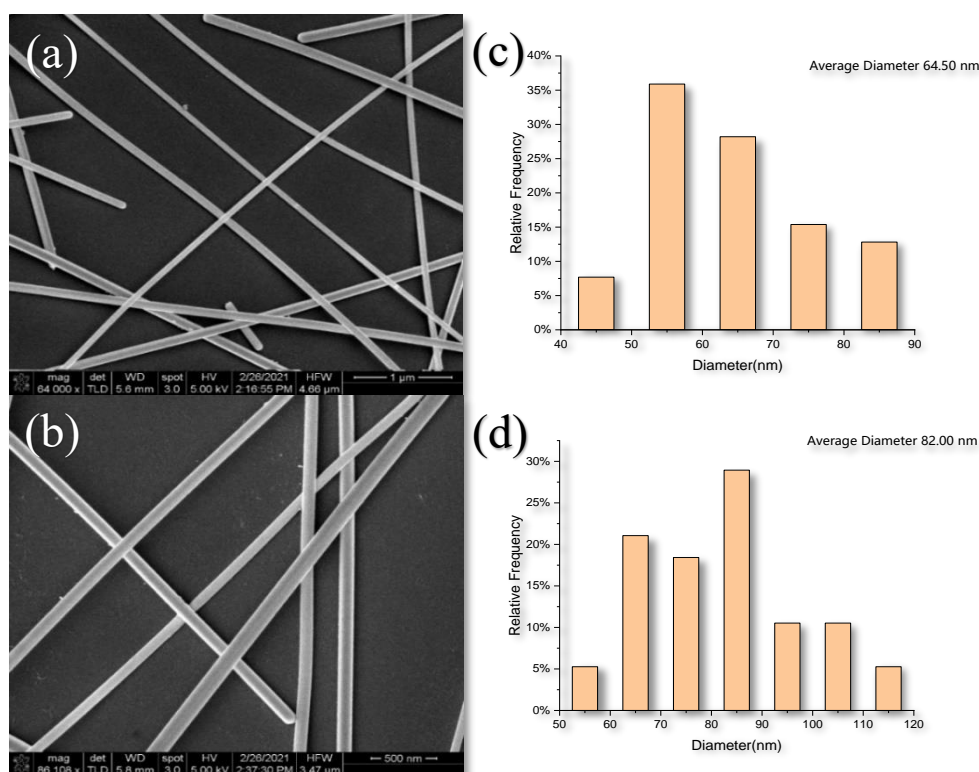 (a)
mag det WD spot HV 2/26/2021 HFW 1 µm
64 000 x TLD 5.6 mm 3.0 5.00 kV 2:16:55 PM 4.66 µm
(c)
Average Diameter 64.50 nm
40%
35%
30%
25%
20%
15%
10%
5%
0%
Relative Frequency
40 50 60 70 80 90
Diameter(nm)
(b)
mag det WD spot HV 2/26/2021 HFW 500 nm
86 108 x TLD 5.8 mm 3.0 5.00 kV 2:37:30 PM 3.47 µm
(d)
Average Diameter 82.00 nm
30%
25%
20%
15%
10%
5%
0%
Relative Frequency
50 60 70 80 90 100 110 120
Diameter(nm)